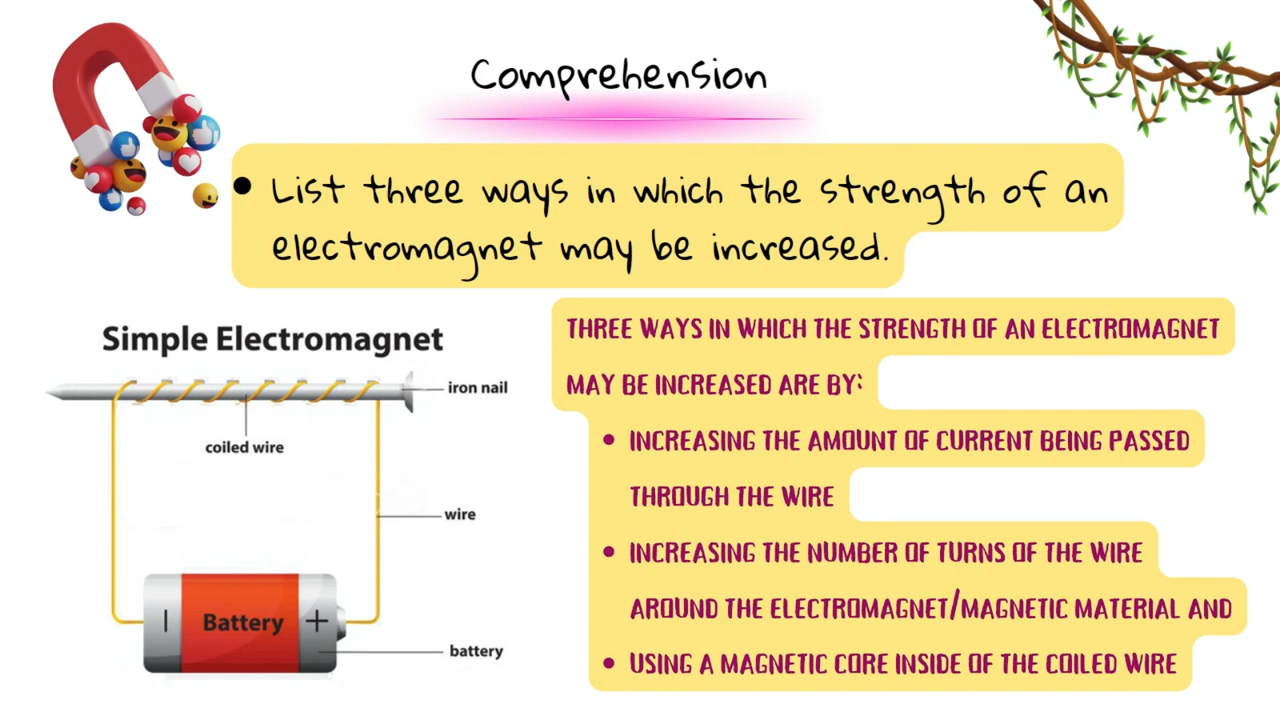 Comprehension
• List three ways in which the strength of an
electromagnet may be increased.
Simple Electromagnet
iron nail
coiled wire
wire
Battery
battery
THREE WAYS IN WHICH THE STRENGTH OF AN ELECTROMAGNET
MAY BE INCREASED ARE BY:
• INCREASING THE AMOUNT OF CURRENT BEING PASSED
THROUGH THE WIRE
• INCREASING THE NUMBER OF TURNS OF THE WIRE
AROUND THE ELECTROMAGNET/MAGNETIC MATERIAL AND
• USING A MAGNETIC CORE INSIDE OF THE COILED WIRE